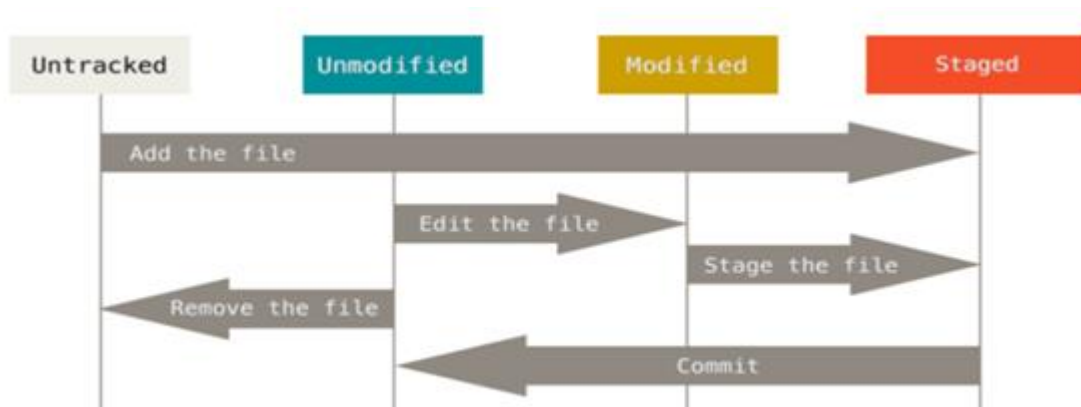 Untracked
Unmodified
Modified
Staged
Add the file
Edit the file
Stage the file
Remove the file
Commit